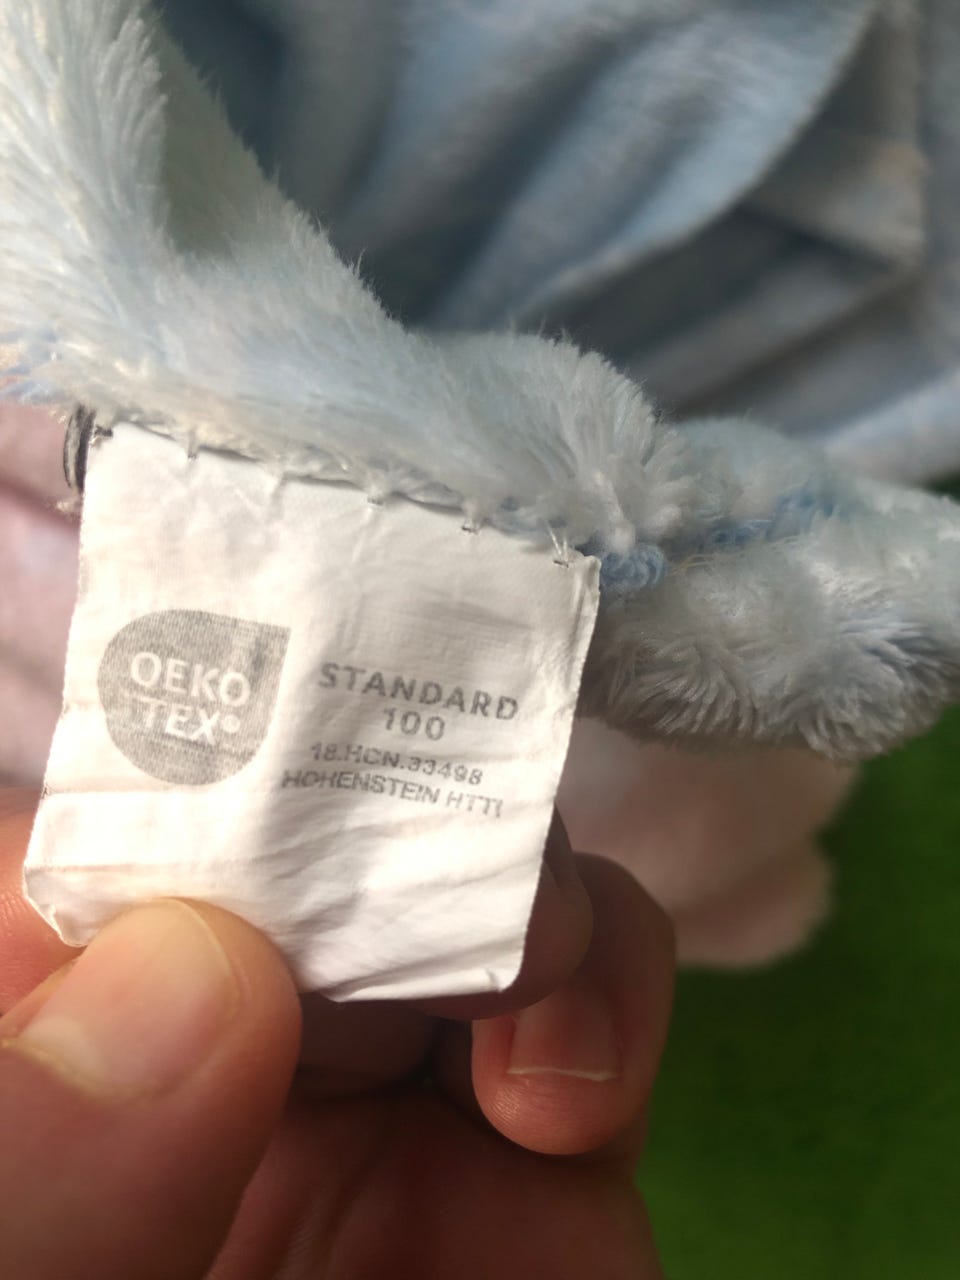 OEKO
TEX®
STANDARD
100
18.HCN.33498
HOHENSTEIN HTTI